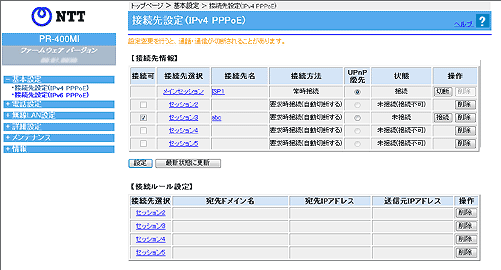 トップページ > 基本設定 > 接続先設定(IPv4 PPPoE)
NTT
接続先設定(IPv4 PPPoE)
ヘルプ ?
PR-400MI
ファームウェア バージョン
設定変更を行うと、通話・通信が切断されることがあります。
【接続先情報】
接続可 接続先選択 接続先名 接続方法 UPnP優先 状態 操作
メインセッション ISP1 常時接続 接続 切断 削除
セッション2 要求時接続(自動切断する) 未接続(接続不可) 削除
セッション3 abc 要求時接続(自動切断する) 未接続 接続 削除
セッション4 要求時接続(自動切断する) 未接続(接続不可) 削除
セッション5 要求時接続(自動切断する) 未接続(接続不可) 削除
設定 最新状態に更新
基本設定
接続先設定(IPv4 PPPoE)
接続先設定(IPv6 PPPoE)
電話設定
無線LAN設定
詳細設定
メンテナンス
情報
【接続ルール設定】
接続先選択 宛先ドメイン名 宛先IPアドレス 送信元IPアドレス 操作
セッション2 削除
セッション3 削除
セッション4 削除
セッション5 削除